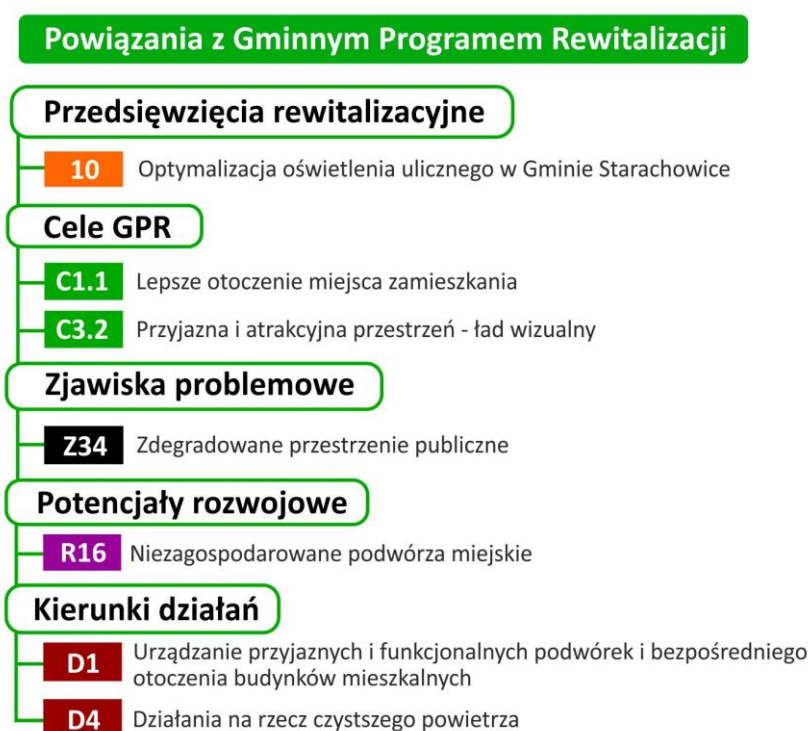 Powiązania z Gminnym Programem Rewitalizacji
Przedsięwzięcia rewitalizacyjne
10 Optymalizacja oświetlenia ulicznego w Gminie Starachowice
Cele GPR
C1.1 Lepsze otoczenie miejsca zamieszkania
C3.2 Przyjazna i atrakcyjna przestrzeń - ład wizualny
Zjawiska problemowe
Z34 Zdegradowane przestrzenie publiczne
Potencjały rozwojowe
R16 Niezagospodarowane podwórza miejskie
Kierunki działań
D1 Urządzanie przyjaznych i funkcjonalnych podwórek i bezpośredniego
otoczenia budynków mieszkalnych
D4 Działania na rzecz czystszego powietrza